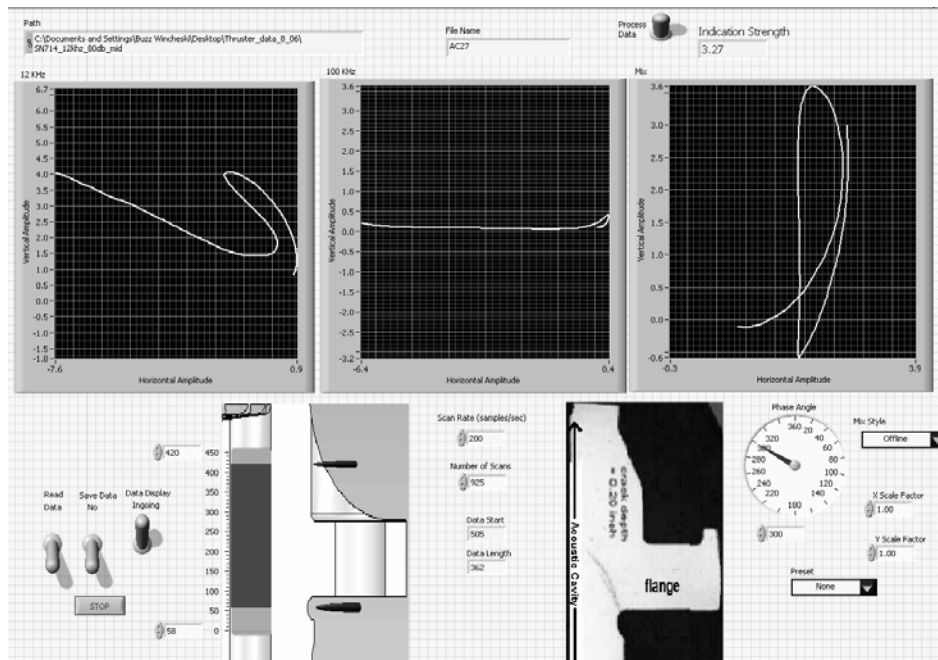 Path
C:\Documents and Settings\Buzz Wincheski\Desktop\Thruster_data_8_06\
SN714_12khz_80db_mid
File Name
AC27
Process
Data
Indication Strength
3.27
12 KHz
6.7
6.0
5.5
5.0
4.5
4.0
3.5
3.0
2.5
2.0
1.5
1.0
0.5
0.0
-0.5
-1.0
-1.8
-7.6
0.9
Vertical Amplitude
Horizontal Amplitude
100 KHz
3.6
3.0
2.5
2.0
1.5
1.0
0.5
0.0
-0.5
-1.0
-1.5
-2.0
-2.5
-3.2
-6.4
0.4
Vertical Amplitude
Horizontal Amplitude
Mix
3.6
3.0
2.5
2.0
1.5
1.0
0.5
0.0
-0.6
-0.3
3.9
Vertical Amplitude
Horizontal Amplitude
Read
Data
Save Data
No
Data Display
Ingoing
STOP
420
450
400
350
300
250
200
150
100
50
0
58
Scan Rate (samples/sec)
200
Number of Scans
925
Data Start
505
Data Length
362
Acoustic Cavity
crack depth
= 0.20 inch
flange
Phase Angle
360
20
40
60
80
100
120
140
160
220
240
260
280
320
300
Mix Style
Offline
X Scale Factor
1.00
Y Scale Factor
1.00
Preset
None